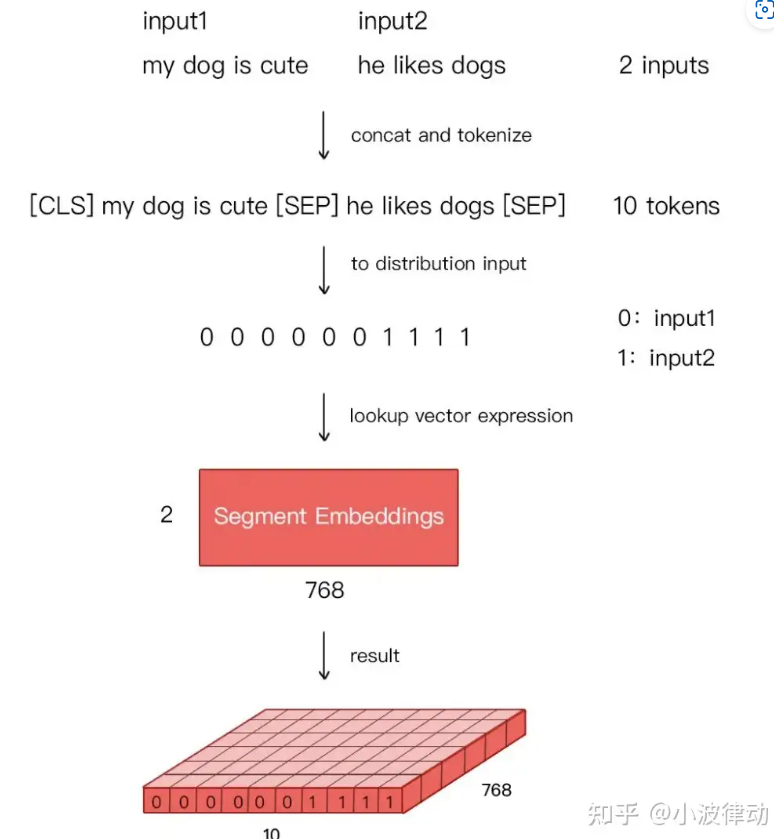 input1 input2
my dog is cute he likes dogs 2 inputs
concat and tokenize
[CLS] my dog is cute [SEP] he likes dogs [SEP] 10 tokens
to distribution input
0: input1
0 0 0 0 0 0 1 1 1 1
1: input2
lookup vector expression
2 Segment Embeddings
768
result
0 0 0 0 0 0 1 1 1 1
768
10
知乎 @小波律动